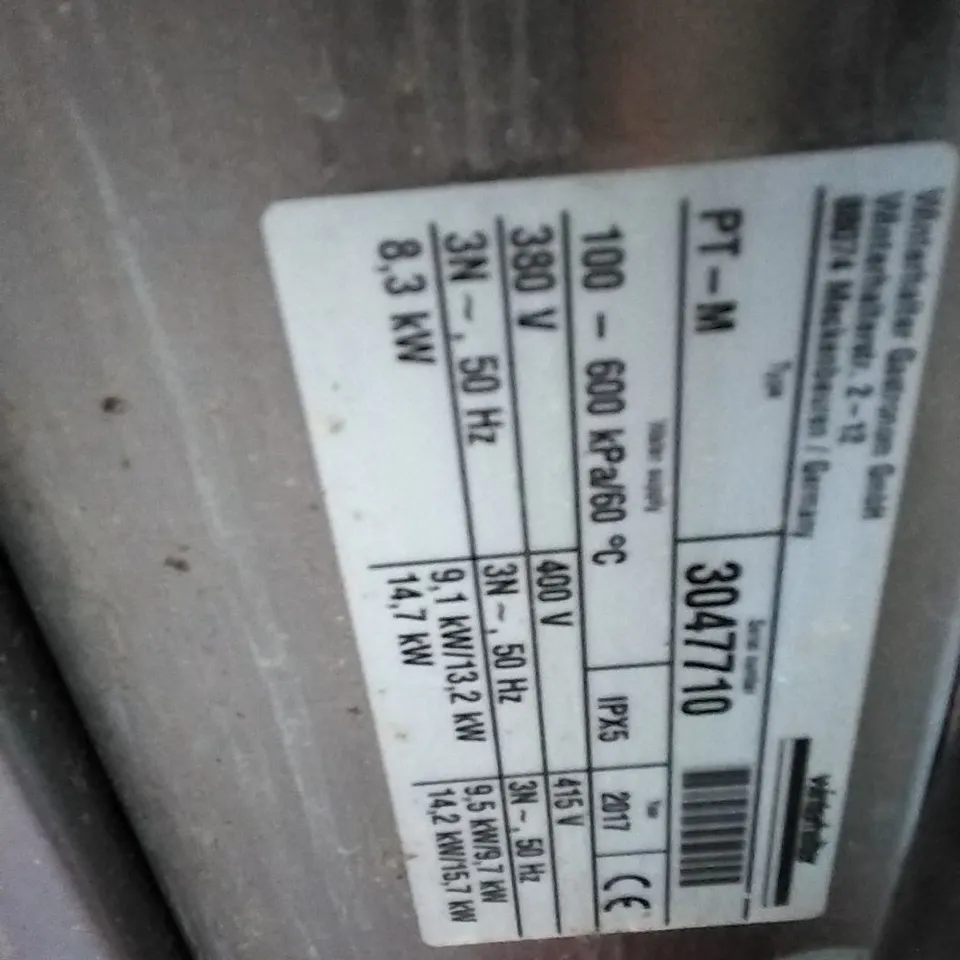 Winterhalter Gastronom GmbH
Winterhalterstr. 2-12
88074 Meckenbeuren / Germany
Winterhalter
Type
Serial number
PT-M
3047710
Water supply
Year
100 - 600 kPa/60 °C
IPX5
2017
CE
380 V
400 V
415 V
3N ~, 50 Hz
3N ~, 50 Hz
3N ~, 50 Hz
8,3 kW
9,1 kW/13,2 kW
14,7 kW
9,5 kW/9,7 kW
14,2 kW/15,7 kW